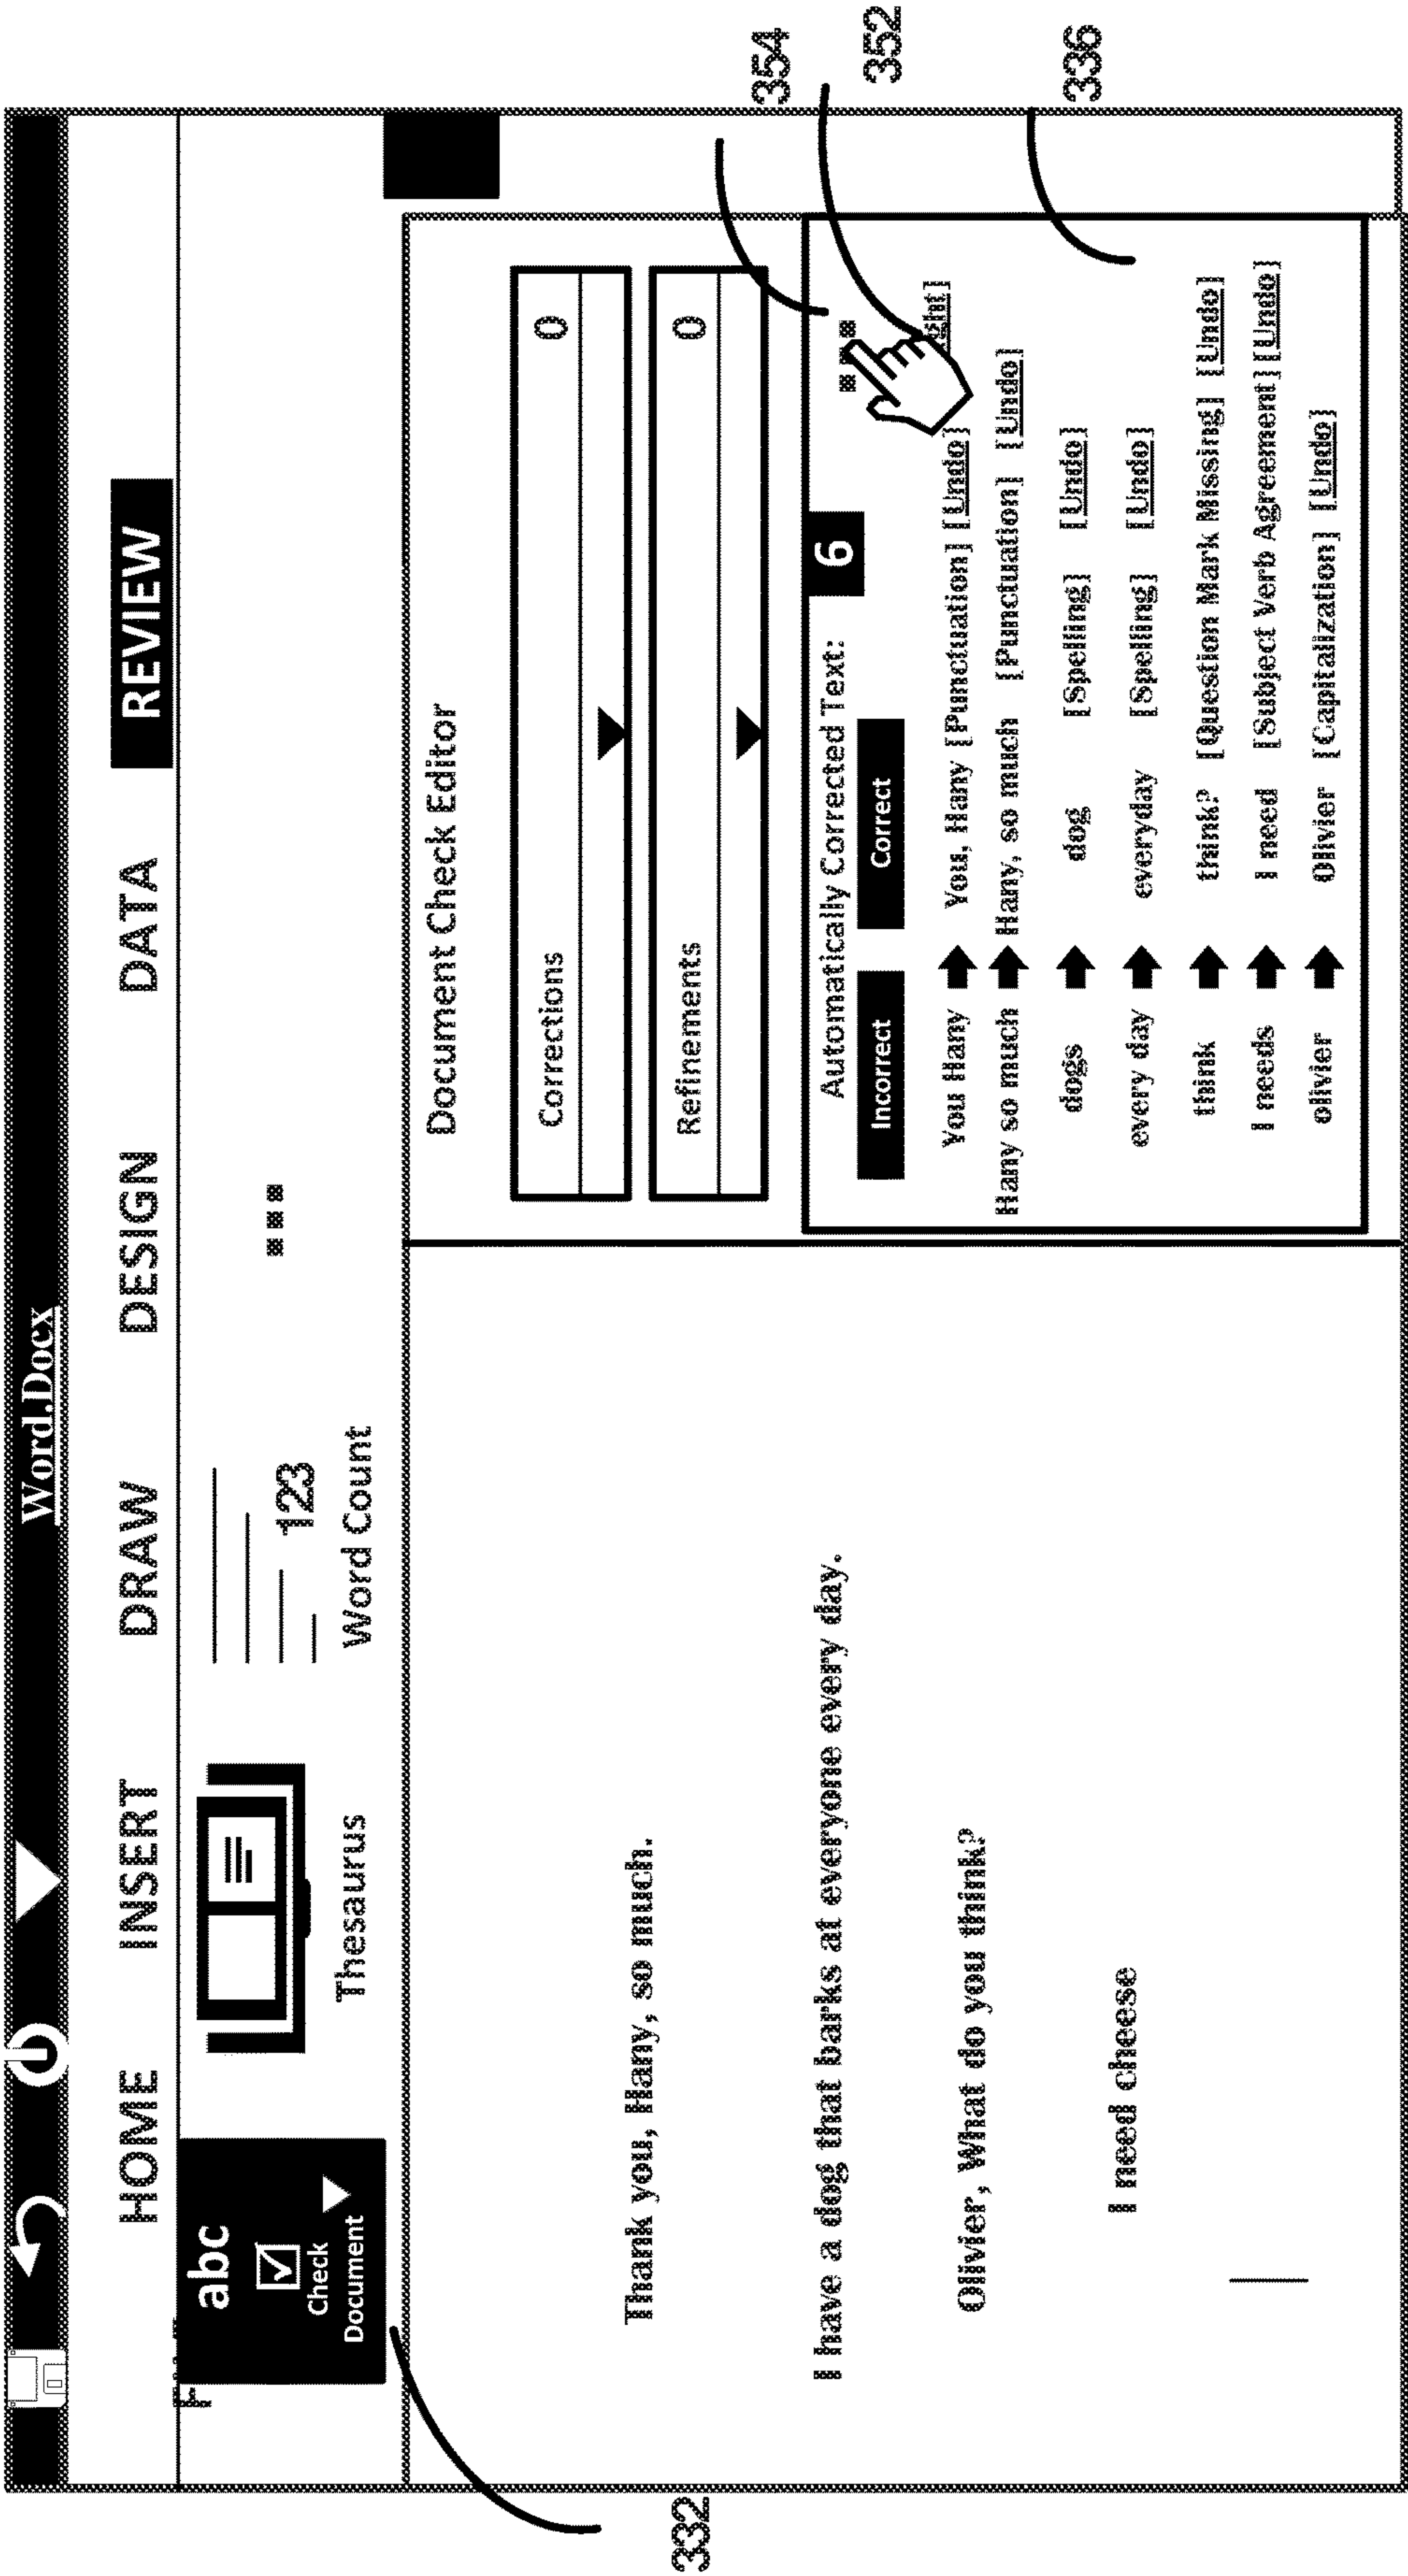 Word.Docx
HOME INSERT DRAW DESIGN DATA REVIEW
abc
Check
Document
Thesaurus
123
Word Count
Document Check Editor
Corrections 0
Refinements 0
Automatically Corrected Text: 6
Incorrect Correct
You Hany You, Hany [Punctuation] [Undo]
Hany so much Hany, so much [Punctuation] [Undo]
dogs dog [Spelling] [Undo]
every day everyday [Spelling] [Undo]
think think? [Question Mark Missing] [Undo]
I needs I need [Subject Verb Agreement] [Undo]
olivier Olivier [Capitalization] [Undo]
Thank you, Hany, so much.
I have a dog that barks at everyone every day.
Olivier, What do you think?
I need cheese
332
354
352
336